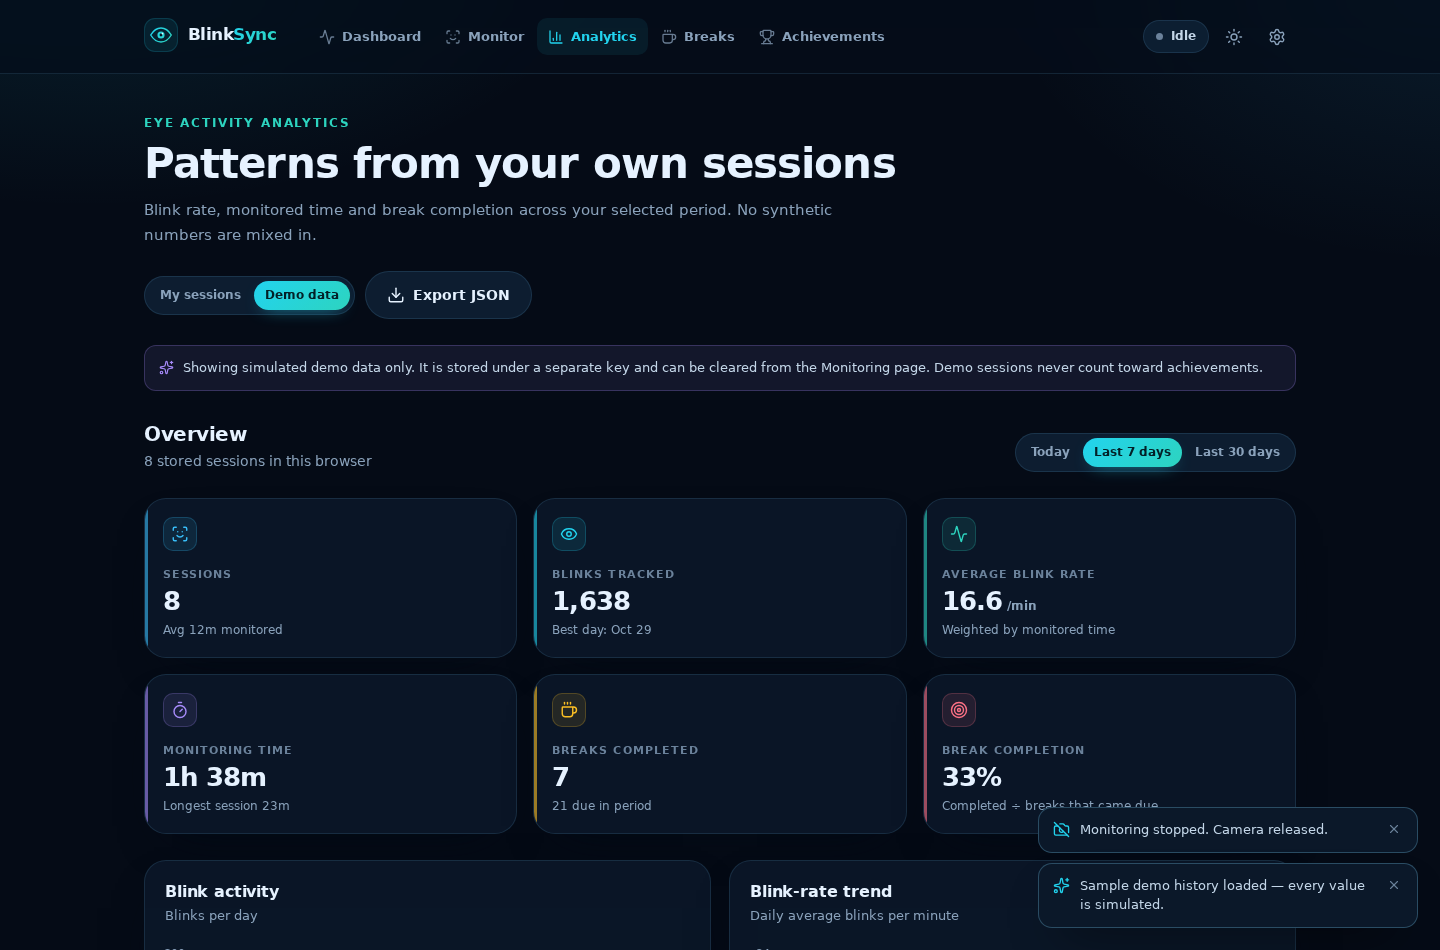 BlinkSync
Dashboard
Monitor
Analytics
Breaks
Achievements
Idle
EYE ACTIVITY ANALYTICS
Patterns from your own sessions
Blink rate, monitored time and break completion across your selected period. No synthetic
numbers are mixed in.
My sessions
Demo data
Export JSON
Showing simulated demo data only. It is stored under a separate key and can be cleared from the Monitoring page. Demo sessions never count toward achievements.
Overview
8 stored sessions in this browser
Today
Last 7 days
Last 30 days
SESSIONS
8
Avg 12m monitored
BLINKS TRACKED
1,638
Best day: Oct 29
AVERAGE BLINK RATE
16.6 /min
Weighted by monitored time
MONITORING TIME
1h 38m
Longest session 23m
BREAKS COMPLETED
7
21 due in period
BREAK COMPLETION
33%
Completed ÷ breaks that came due
Monitoring stopped. Camera released.
Sample demo history loaded — every value
is simulated.
Blink activity
Blinks per day
Blink-rate trend
Daily average blinks per minute